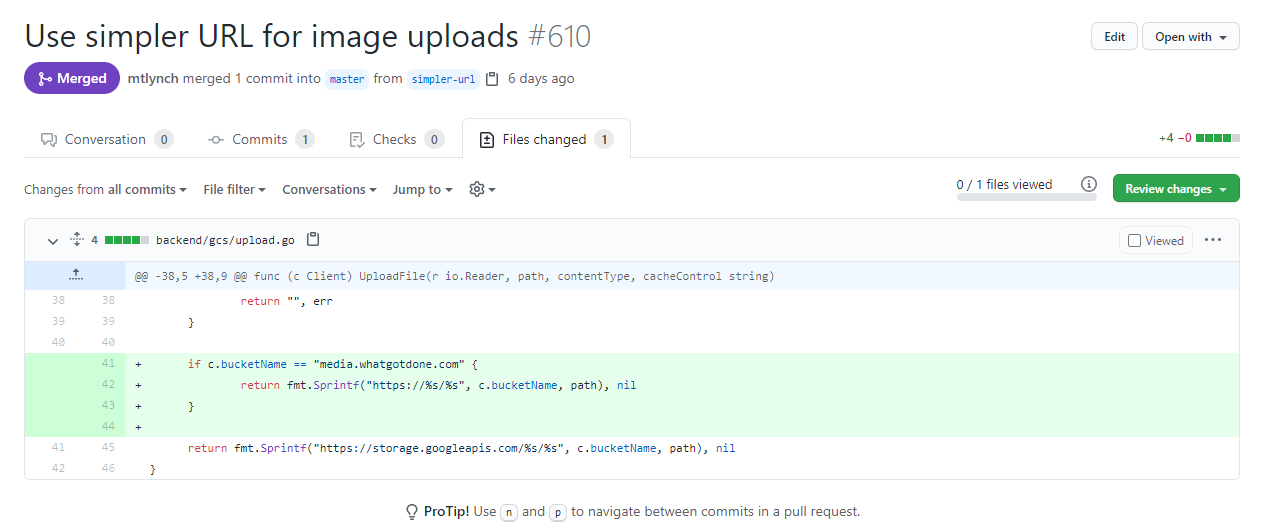 Use simpler URL for image uploads #610
Edit
Open with
Merged mtlynch merged 1 commit into master from simpler-url 6 days ago
Conversation 0
Commits 1
Checks 0
Files changed 1
+4 −0
Changes from all commits
File filter
Conversations
Jump to
0 / 1 files viewed
Review changes
4 backend/gcs/upload.go
Viewed
@@ -38,5 +38,9 @@ func (c Client) UploadFile(r io.Reader, path, contentType, cacheControl string)
38 38 return "", err
39 39 }
40 40
41 + if c.bucketName == "media.whatgotdone.com" {
42 + return fmt.Sprintf("https://%s/%s", c.bucketName, path), nil
43 + }
44 +
41 45 return fmt.Sprintf("https://storage.googleapis.com/%s/%s", c.bucketName, path), nil
42 46 }
ProTip! Use n and p to navigate between commits in a pull request.